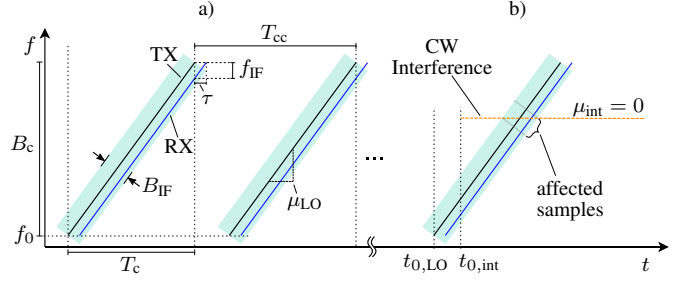 a)
b)
f
T_cc
TX
f_IF
CW
Interference
τ
μ_int = 0
B_c
RX
...
B_IF
μ_LO
affected
samples
f_0
T_c
t_0,LO
t_0,int
t